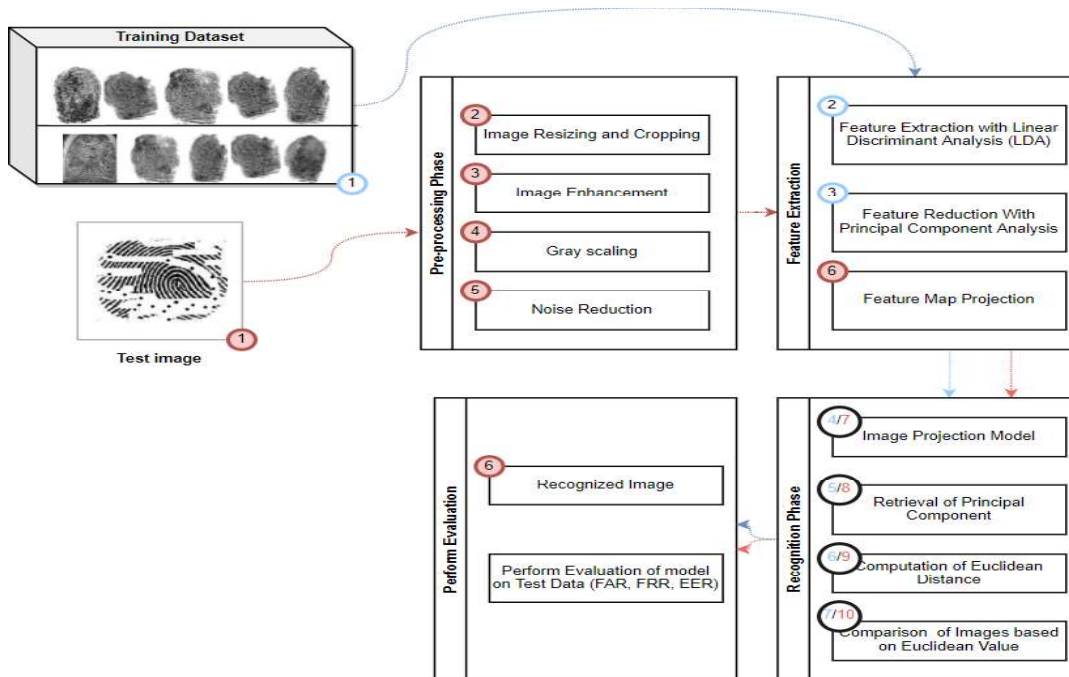 Training Dataset
1
Test image
1
Pre-processing Phase
2
Image Resizing and Cropping
3
Image Enhancement
4
Gray scaling
5
Noise Reduction
Feature Extraction
2
Feature Extraction with Linear
Discriminant Analysis (LDA)
3
Feature Reduction With
Principal Component Analysis
6
Feature Map Projection
Perform Evaluation
6
Recognized Image
Perform Evaluation of model
on Test Data (FAR, FRR, EER)
Recognition Phase
4/7
Image Projection Model
5/8
Retrieval of Principal
Component
6/9
Computation of Euclidean
Distance
7/10
Comparison of Images based
on Euclidean Value